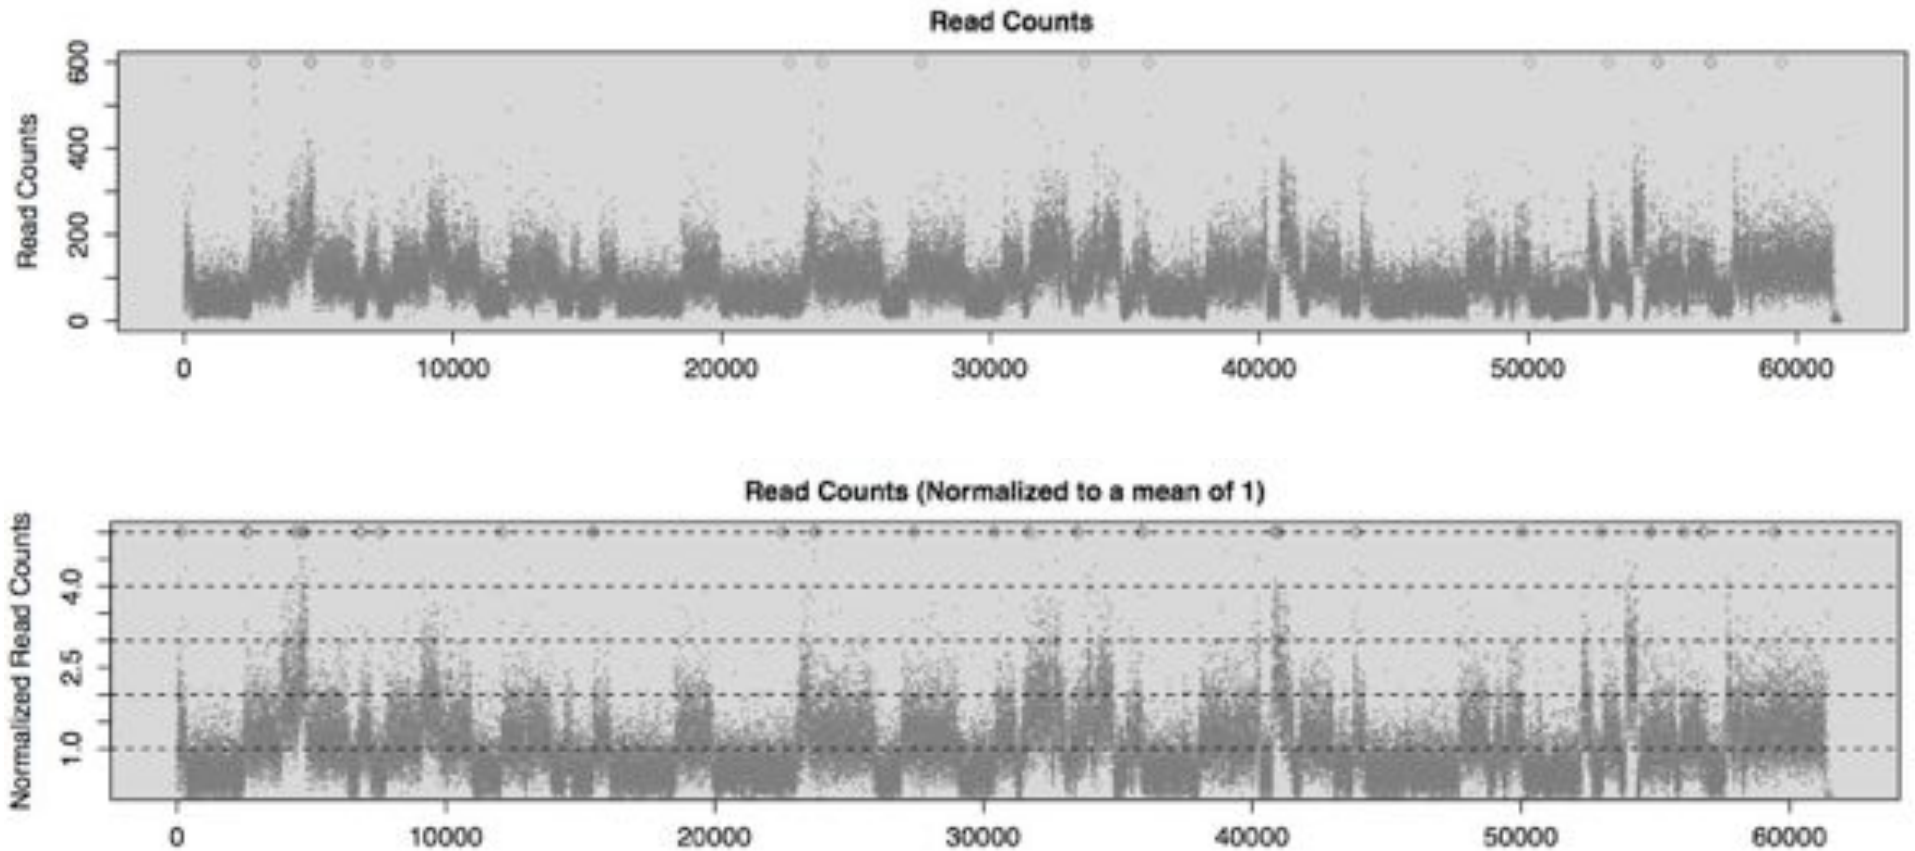 Read Counts
Read Counts
600
400
200
0
0 10000 20000 30000 40000 50000 60000
Read Counts (Normalized to a mean of 1)
Normalized Read Counts
4.0
2.5
1.0
0 10000 20000 30000 40000 50000 60000